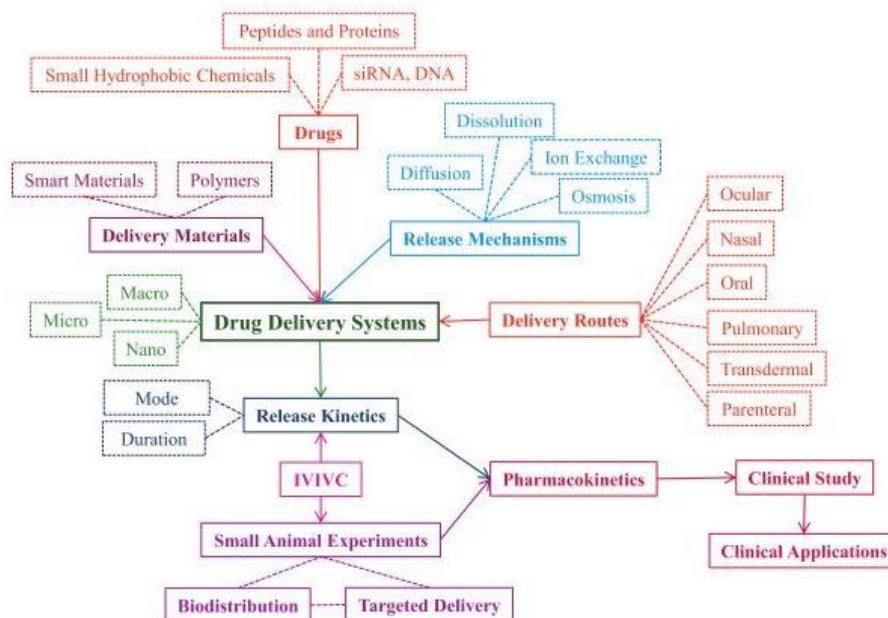 Peptides and Proteins
Small Hydrophobic Chemicals
siRNA, DNA
Drugs
Dissolution
Ion Exchange
Diffusion
Osmosis
Smart Materials
Polymers
Delivery Materials
Release Mechanisms
Ocular
Nasal
Oral
Pulmonary
Transdermal
Parenteral
Macro
Micro
Nano
Drug Delivery Systems
Delivery Routes
Mode
Duration
Release Kinetics
IVIVC
Pharmacokinetics
Clinical Study
Small Animal Experiments
Clinical Applications
Biodistribution
Targeted Delivery